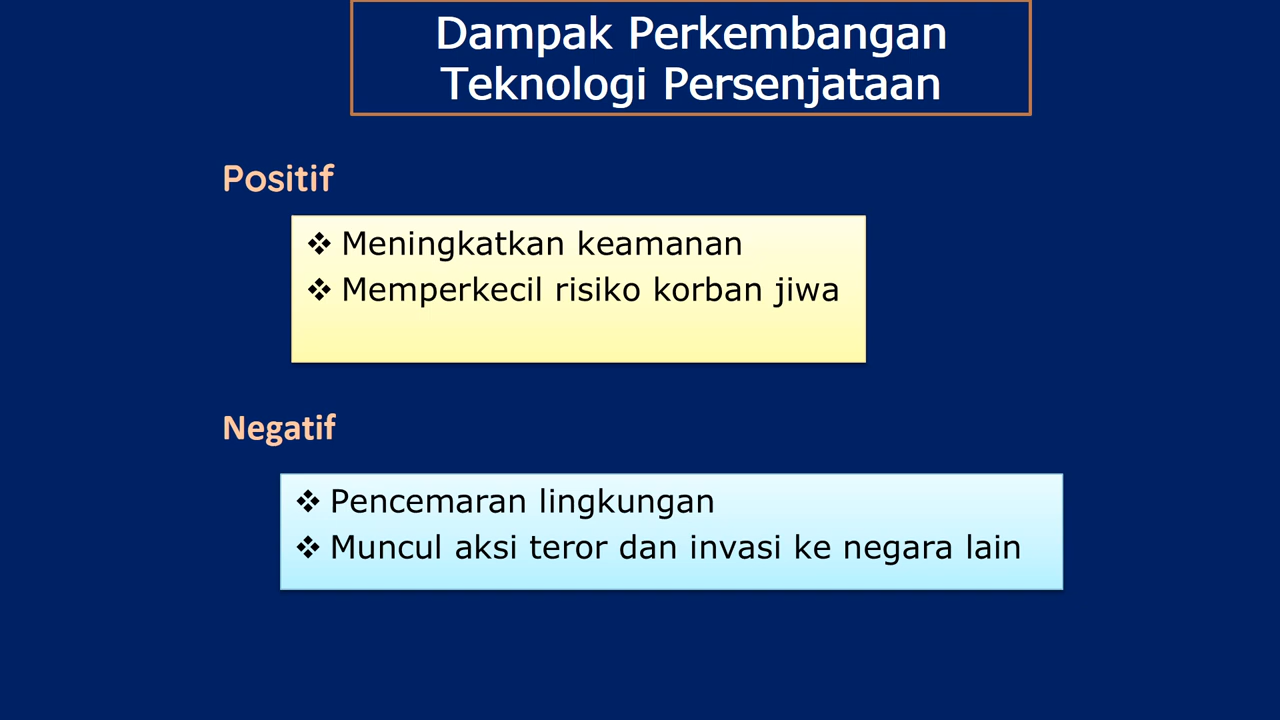 Dampak Perkembangan
Teknologi Persenjataan
Positif
❖ Meningkatkan keamanan
❖ Memperkecil risiko korban jiwa
Negatif
❖ Pencemaran lingkungan
❖ Muncul aksi teror dan invasi ke negara lain